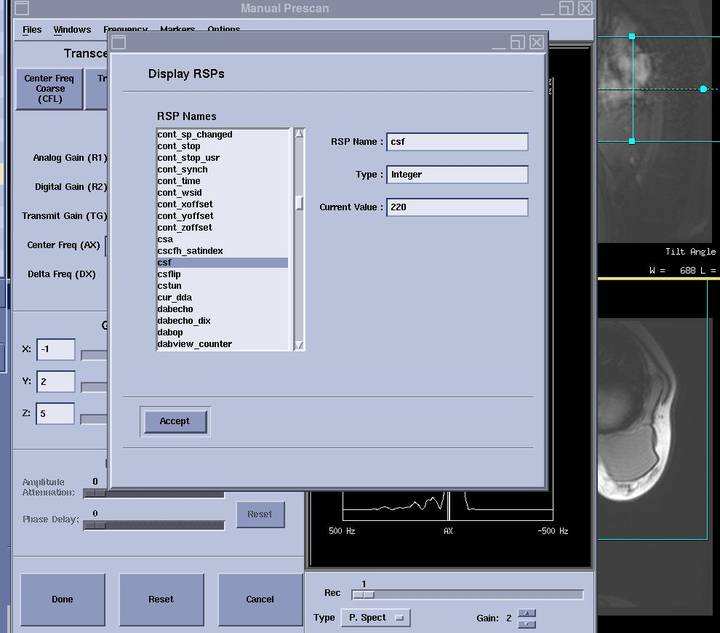 Manual Prescan
Files Windows Frequency Markers Options
Display RSPs
Center Freq
Coarse
(CFL)
RSP Names
cont_sp_changed
cont_stop
cont_stop_usr
cont_synch
cont_time
cont_wsid
cont_xoffset
cont_yoffset
cont_zoffset
csa
cscfh_satindex
csf
csflip
cstun
cur_dda
dabecho
dabecho_dix
dabop
dabview_counter
RSP Name : csf
Type : Integer
Current Value : 220
Accept
Analog Gain (R1)
Digital Gain (R2)
Transmit Gain (TG)
Center Freq (AX)
Delta Freq (DX)
X: -1
Y: 2
Z: 5
Amplitude
Attenuation:
0
Phase Delay:
0
Reset
Done Reset Cancel
500 Hz AX -500 Hz
Rec 1
Type P. Spect Gain: 2
Tilt Angle
W = 688 L =